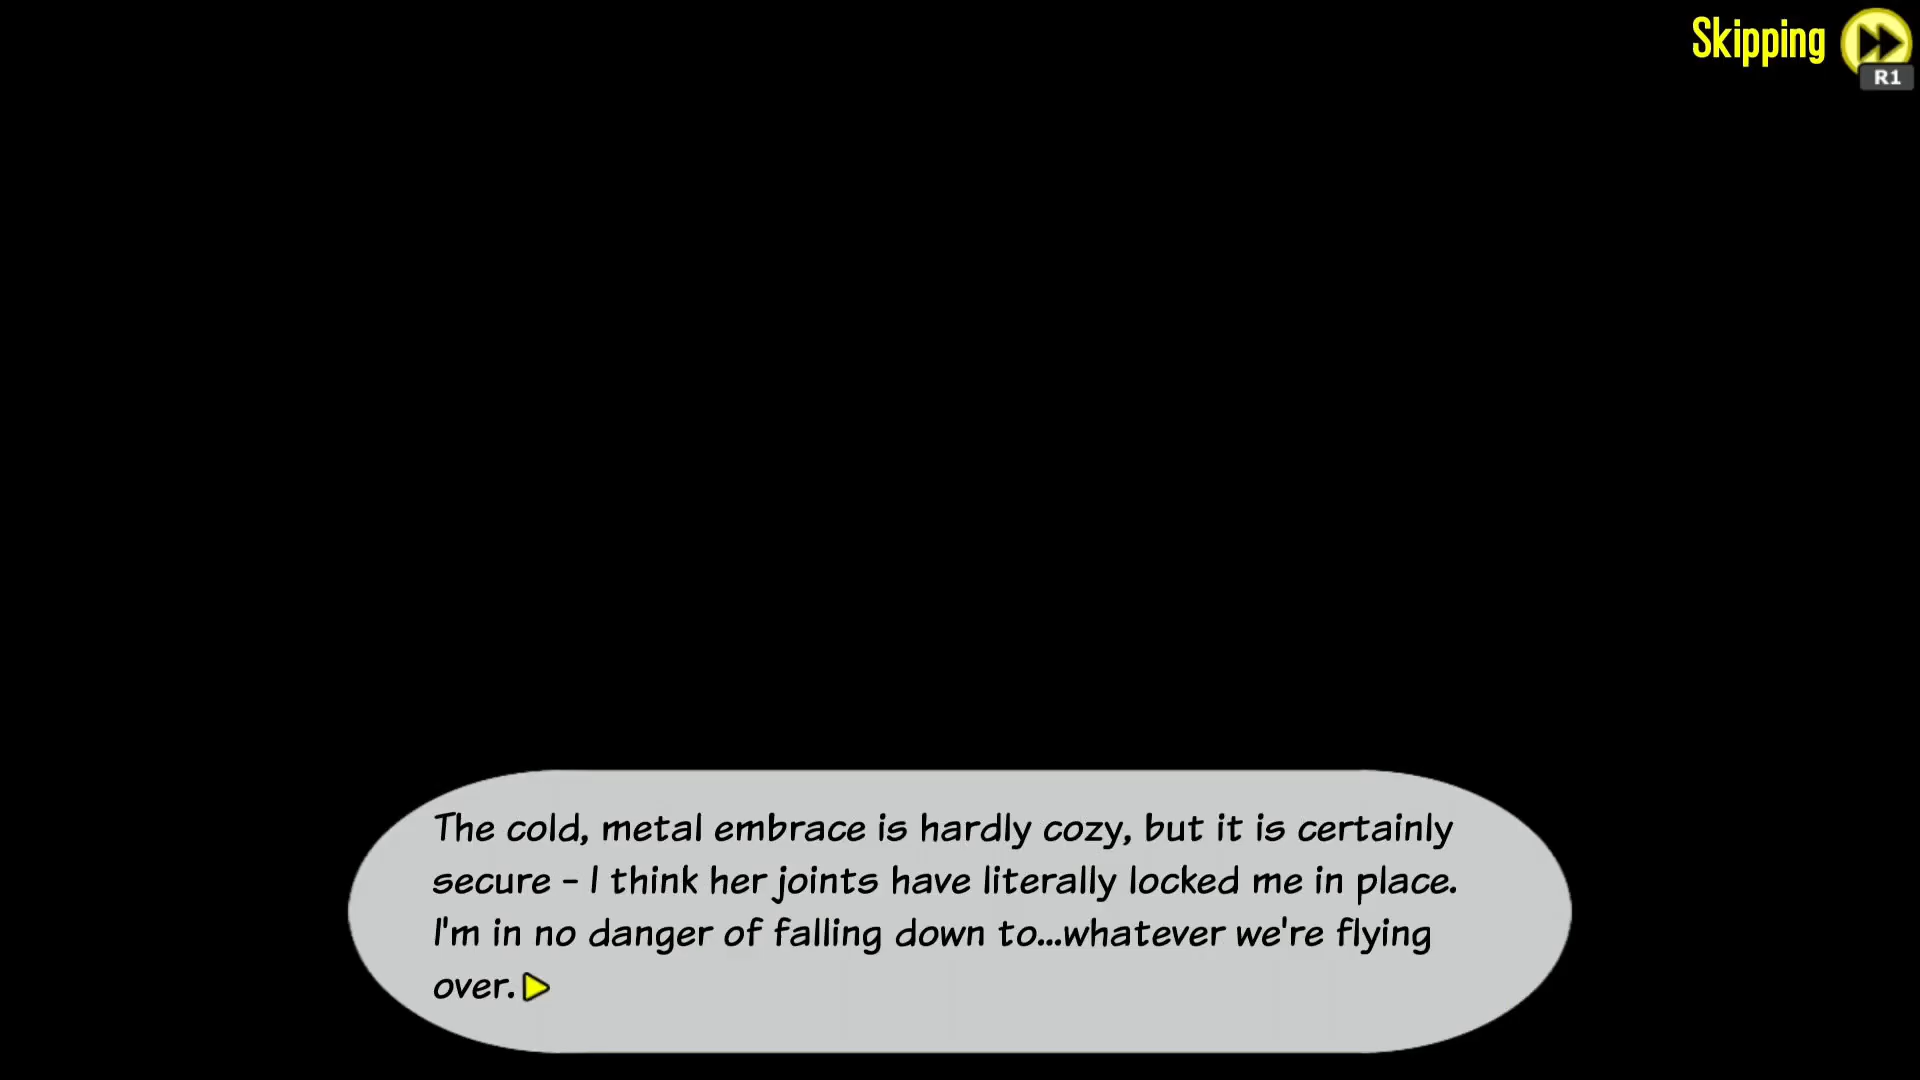 Skipping
R1
The cold, metal embrace is hardly cozy, but it is certainly
secure - I think her joints have literally locked me in place.
I'm in no danger of falling down to...whatever we're flying
over.